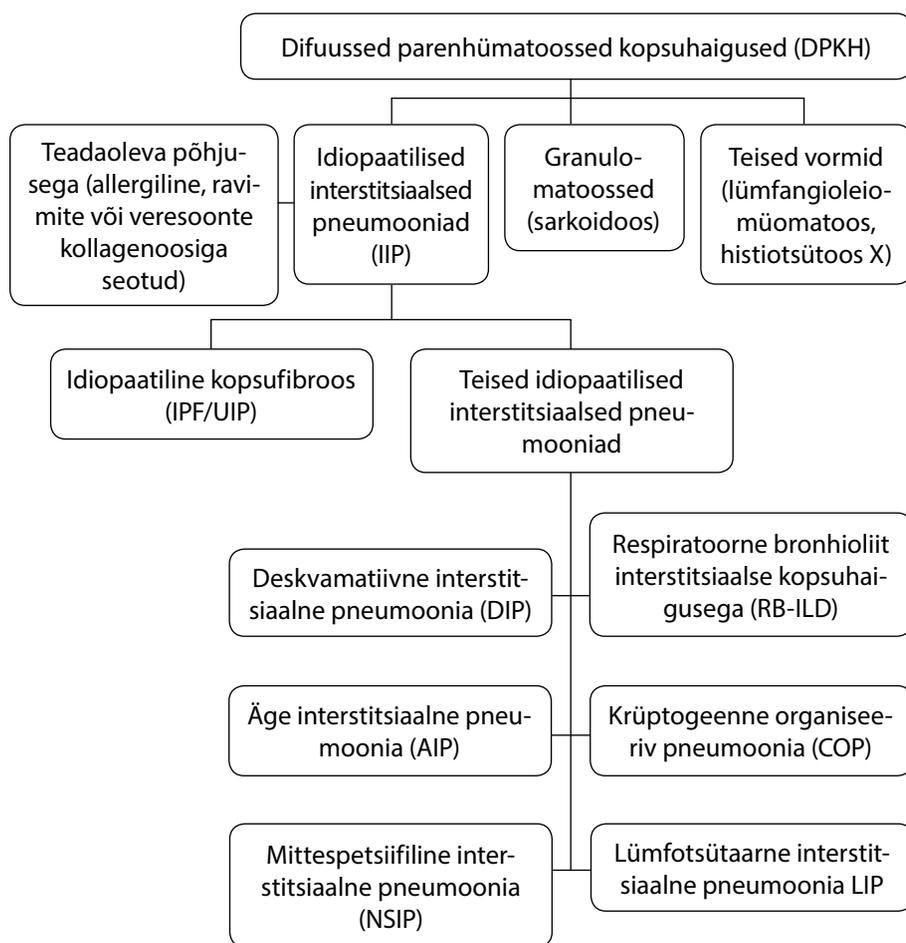 Difuussed parenhümatoossed kopsuhaigused (DPKH)
Teadaoleva põhju-
sega (allergiline, ravi-
mite või veresoonte
kollagenoosiga
seotud)
Idiopaatilised
interstitsiaalsed
pneumooniad
(IIP)
Granulo-
matoossed
(sarkoidoos)
Teised vormid
(lümfangioleio-
müomatoos,
histiotsütoos X)
Idiopaatiline kopsufibroos
(IPF/UIP)
Teised idiopaatilised
interstitsiaalsed pneu-
mooniad
Deskvamatiivne interstit-
siaalne pneumoonia (DIP)
Respiratoorne bronhioliit
interstitsiaalse kopsuhai-
gusega (RB-ILD)
Äge interstitsiaalne pneu-
moonia (AIP)
Krüptogeenne organisee-
riv pneumoonia (COP)
Mittespetsiifiline inter-
stitsiaalne pneumoonia
(NSIP)
Lümfotsütaarne interstit-
siaalne pneumoonia LIP